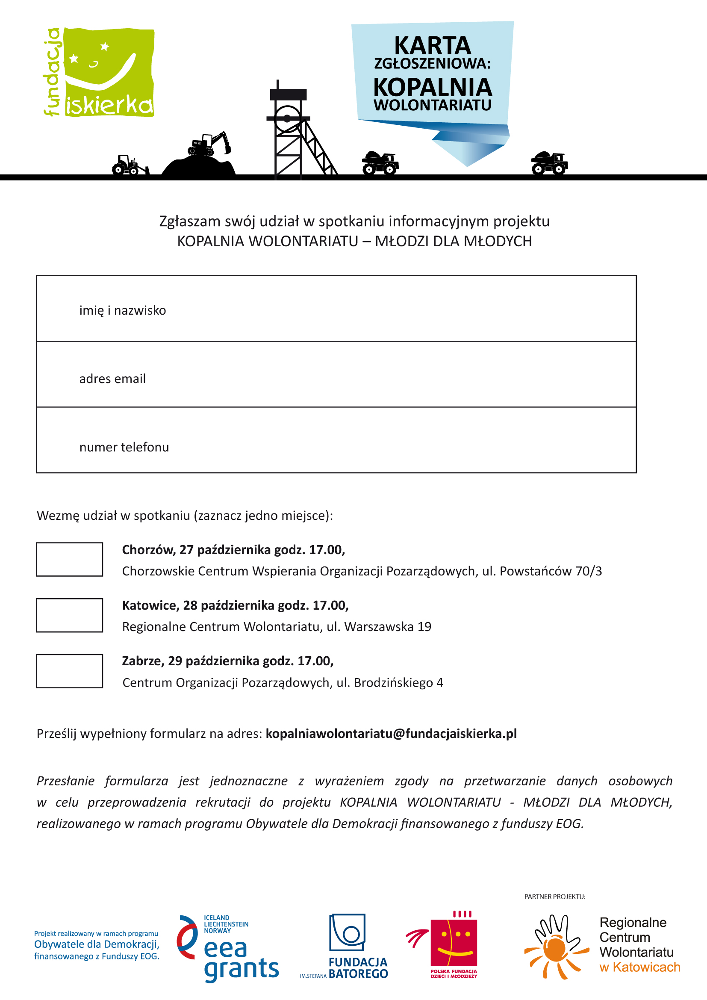 fundacja
iskierka
KARTA
ZGŁOSZENIOWA:
KOPALNIA
WOLONTARIATU
Zgłaszam swój udział w spotkaniu informacyjnym projektu
KOPALNIA WOLONTARIATU – MŁODZI DLA MŁODYCH
imię i nazwisko
adres email
numer telefonu
Wezmę udział w spotkaniu (zaznacz jedno miejsce):
Chorzów, 27 października godz. 17.00,
Chorzowskie Centrum Wspierania Organizacji Pozarządowych, ul. Powstańców 70/3
Katowice, 28 października godz. 17.00,
Regionalne Centrum Wolontariatu, ul. Warszawska 19
Zabrze, 29 października godz. 17.00,
Centrum Organizacji Pozarządowych, ul. Brodzińskiego 4
Prześlij wypełniony formularz na adres: kopalniawolontariatu@fundacjaiskierka.pl
Przesłanie formularza jest jednoznaczne z wyrażeniem zgody na przetwarzanie danych osobowych
w celu przeprowadzenia rekrutacji do projektu KOPALNIA WOLONTARIATU - MŁODZI DLA MŁODYCH,
realizowanego w ramach programu Obywatele dla Demokracji finansowanego z funduszy EOG.
Projekt realizowany w ramach programu
Obywatele dla Demokracji,
finansowanego z Funduszy EOG.
ICELAND
LIECHTENSTEIN
NORWAY
eea
grants
FUNDACJA
IM.STEFANA BATOREGO
POLSKA FUNDACJA
DZIECI I MŁODZIEŻY
PARTNER PROJEKTU:
Regionalne
Centrum
Wolontariatu
w Katowicach